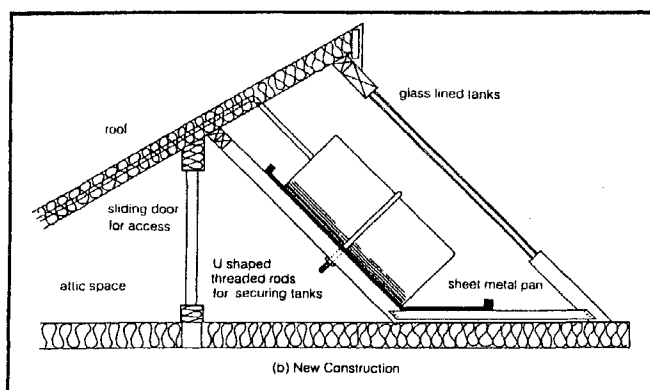 glass lined tanks
roof
sliding door
for access
U shaped
threaded rods
for securing tanks
attic space
sheet metal pan
(b) New Construction